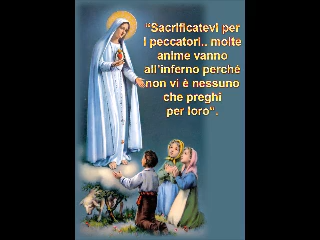 “Sacrificatevi per
i peccatori.. molte
anime vanno
all'inferno perché
non vi è nessuno
che preghi
per loro“.